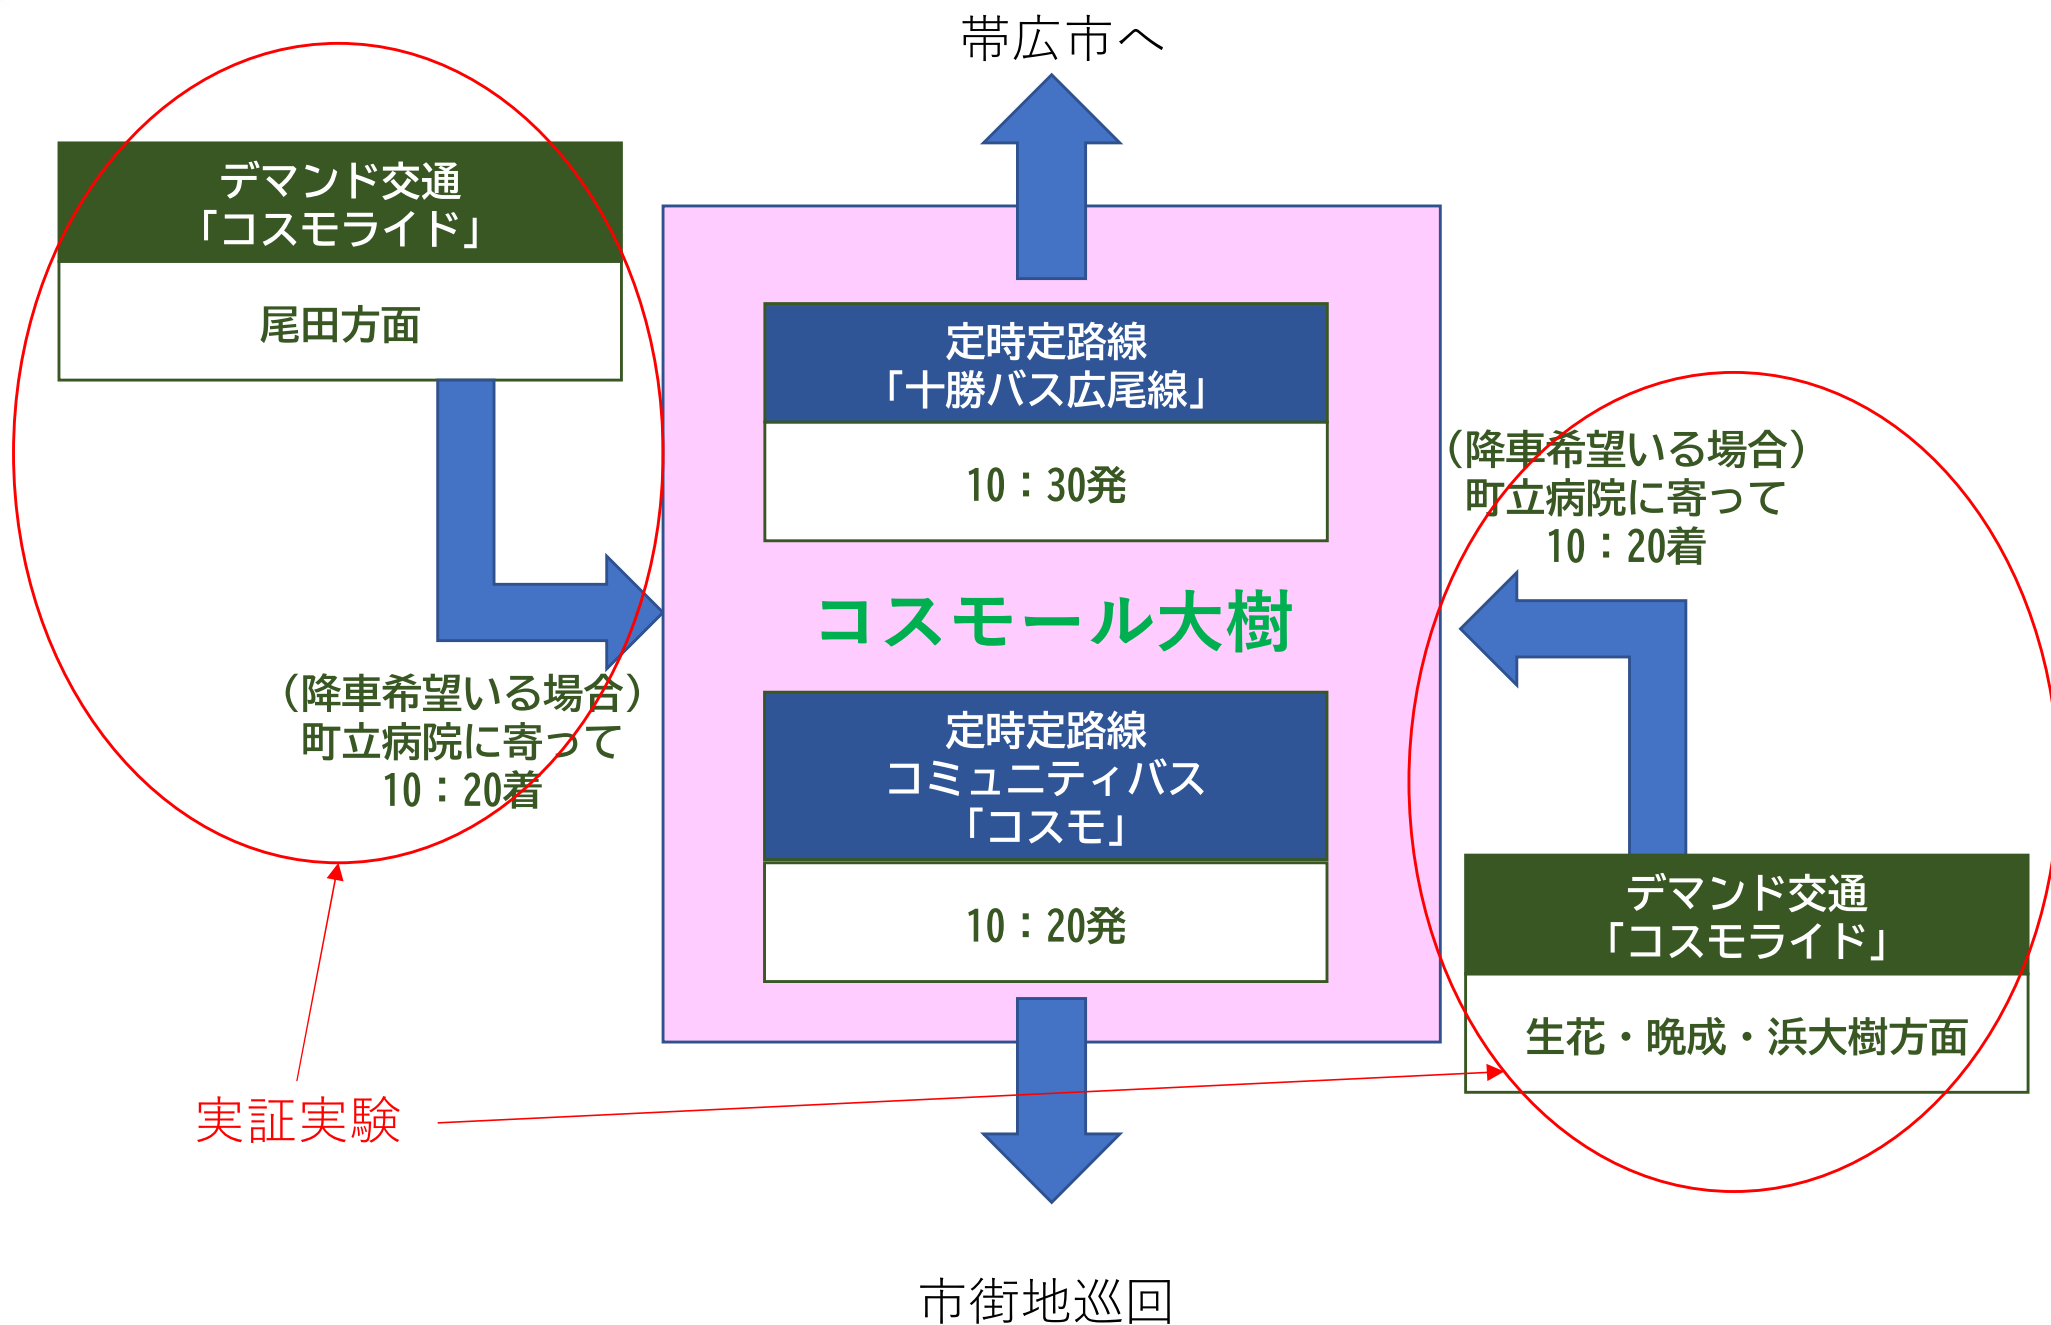 帯広市へ
デマンド交通
「コスモライド」
尾田方面
(降車希望いる場合)
町立病院に寄って
10：20着
定時定路線
「十勝バス広尾線」
10：30発
コスモール大樹
定時定路線
コミュニティバス
「コスモ」
10：20発
(降車希望いる場合)
町立病院に寄って
10：20着
デマンド交通
「コスモライド」
生花・晩成・浜大樹方面
実証実験
市街地巡回